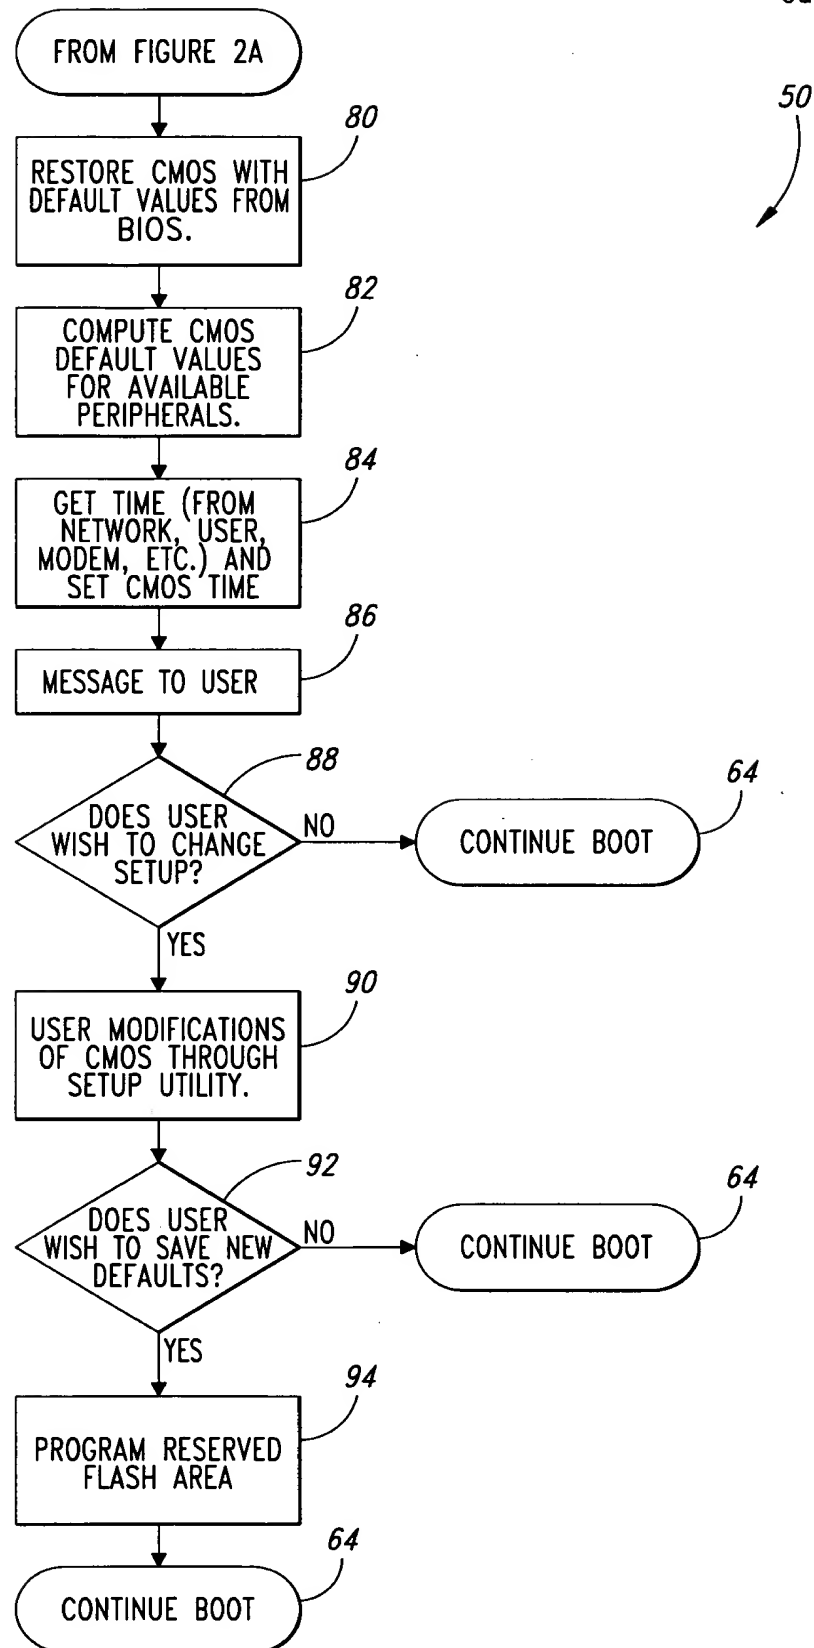 FROM FIGURE 2A
50
80
RESTORE CMOS WITH
DEFAULT VALUES FROM
BIOS.
82
COMPUTE CMOS
DEFAULT VALUES
FOR AVAILABLE
PERIPHERALS.
84
GET TIME (FROM
NETWORK, USER,
MODEM, ETC.) AND
SET CMOS TIME
86
MESSAGE TO USER
88
DOES USER
WISH TO CHANGE
SETUP?
NO
64
CONTINUE BOOT
YES
90
USER MODIFICATIONS
OF CMOS THROUGH
SETUP UTILITY.
92
DOES USER
WISH TO SAVE NEW
DEFAULTS?
NO
64
CONTINUE BOOT
YES
94
PROGRAM RESERVED
FLASH AREA
64
CONTINUE BOOT